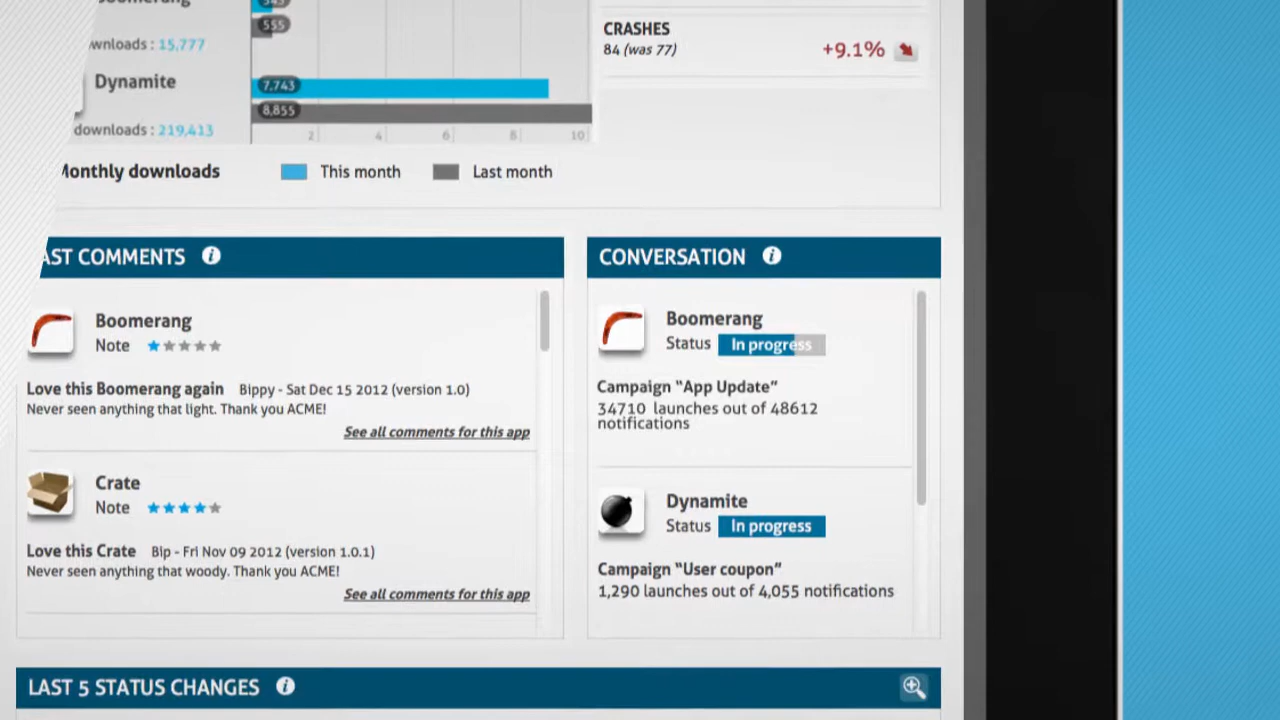 555
wnloads : 15,777
Dynamite
7,743
8,855
downloads : 219,413
2 4 6 8 10
Monthly downloads
This month
Last month
CRASHES
84 (was 77)
+9.1%
AST COMMENTS
Boomerang
Note
Love this Boomerang again Bippy - Sat Dec 15 2012 (version 1.0)
Never seen anything that light. Thank you ACME!
See all comments for this app
Crate
Note
Love this Crate Bip - Fri Nov 09 2012 (version 1.0.1)
Never seen anything that woody. Thank you ACME!
See all comments for this app
CONVERSATION
Boomerang
Status In progress
Campaign “App Update”
34710 launches out of 48612
notifications
Dynamite
Status In progress
Campaign “User coupon”
1,290 launches out of 4,055 notifications
LAST 5 STATUS CHANGES